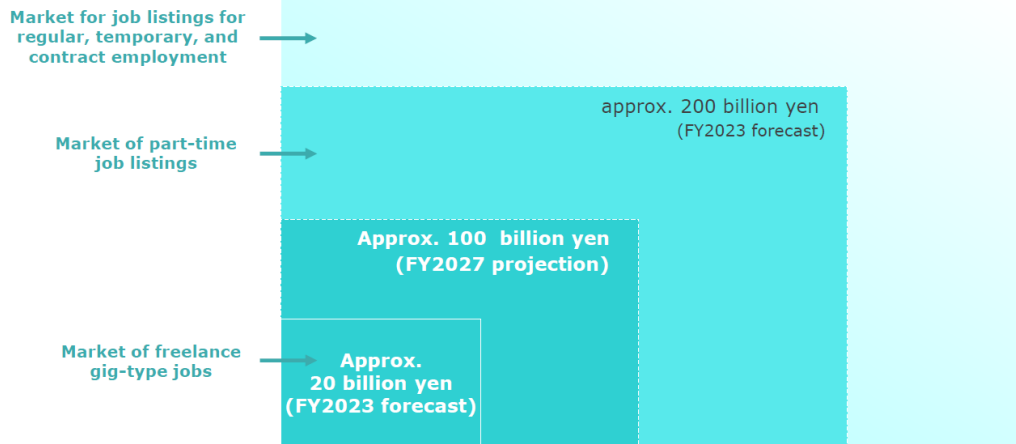 Market for job listings for
regular, temporary, and
contract employment
approx. 200 billion yen
(FY2023 forecast)
Market of part-time
job listings
Approx. 100 billion yen
(FY2027 projection)
Market of freelance
gig-type jobs
Approx.
20 billion yen
(FY2023 forecast)